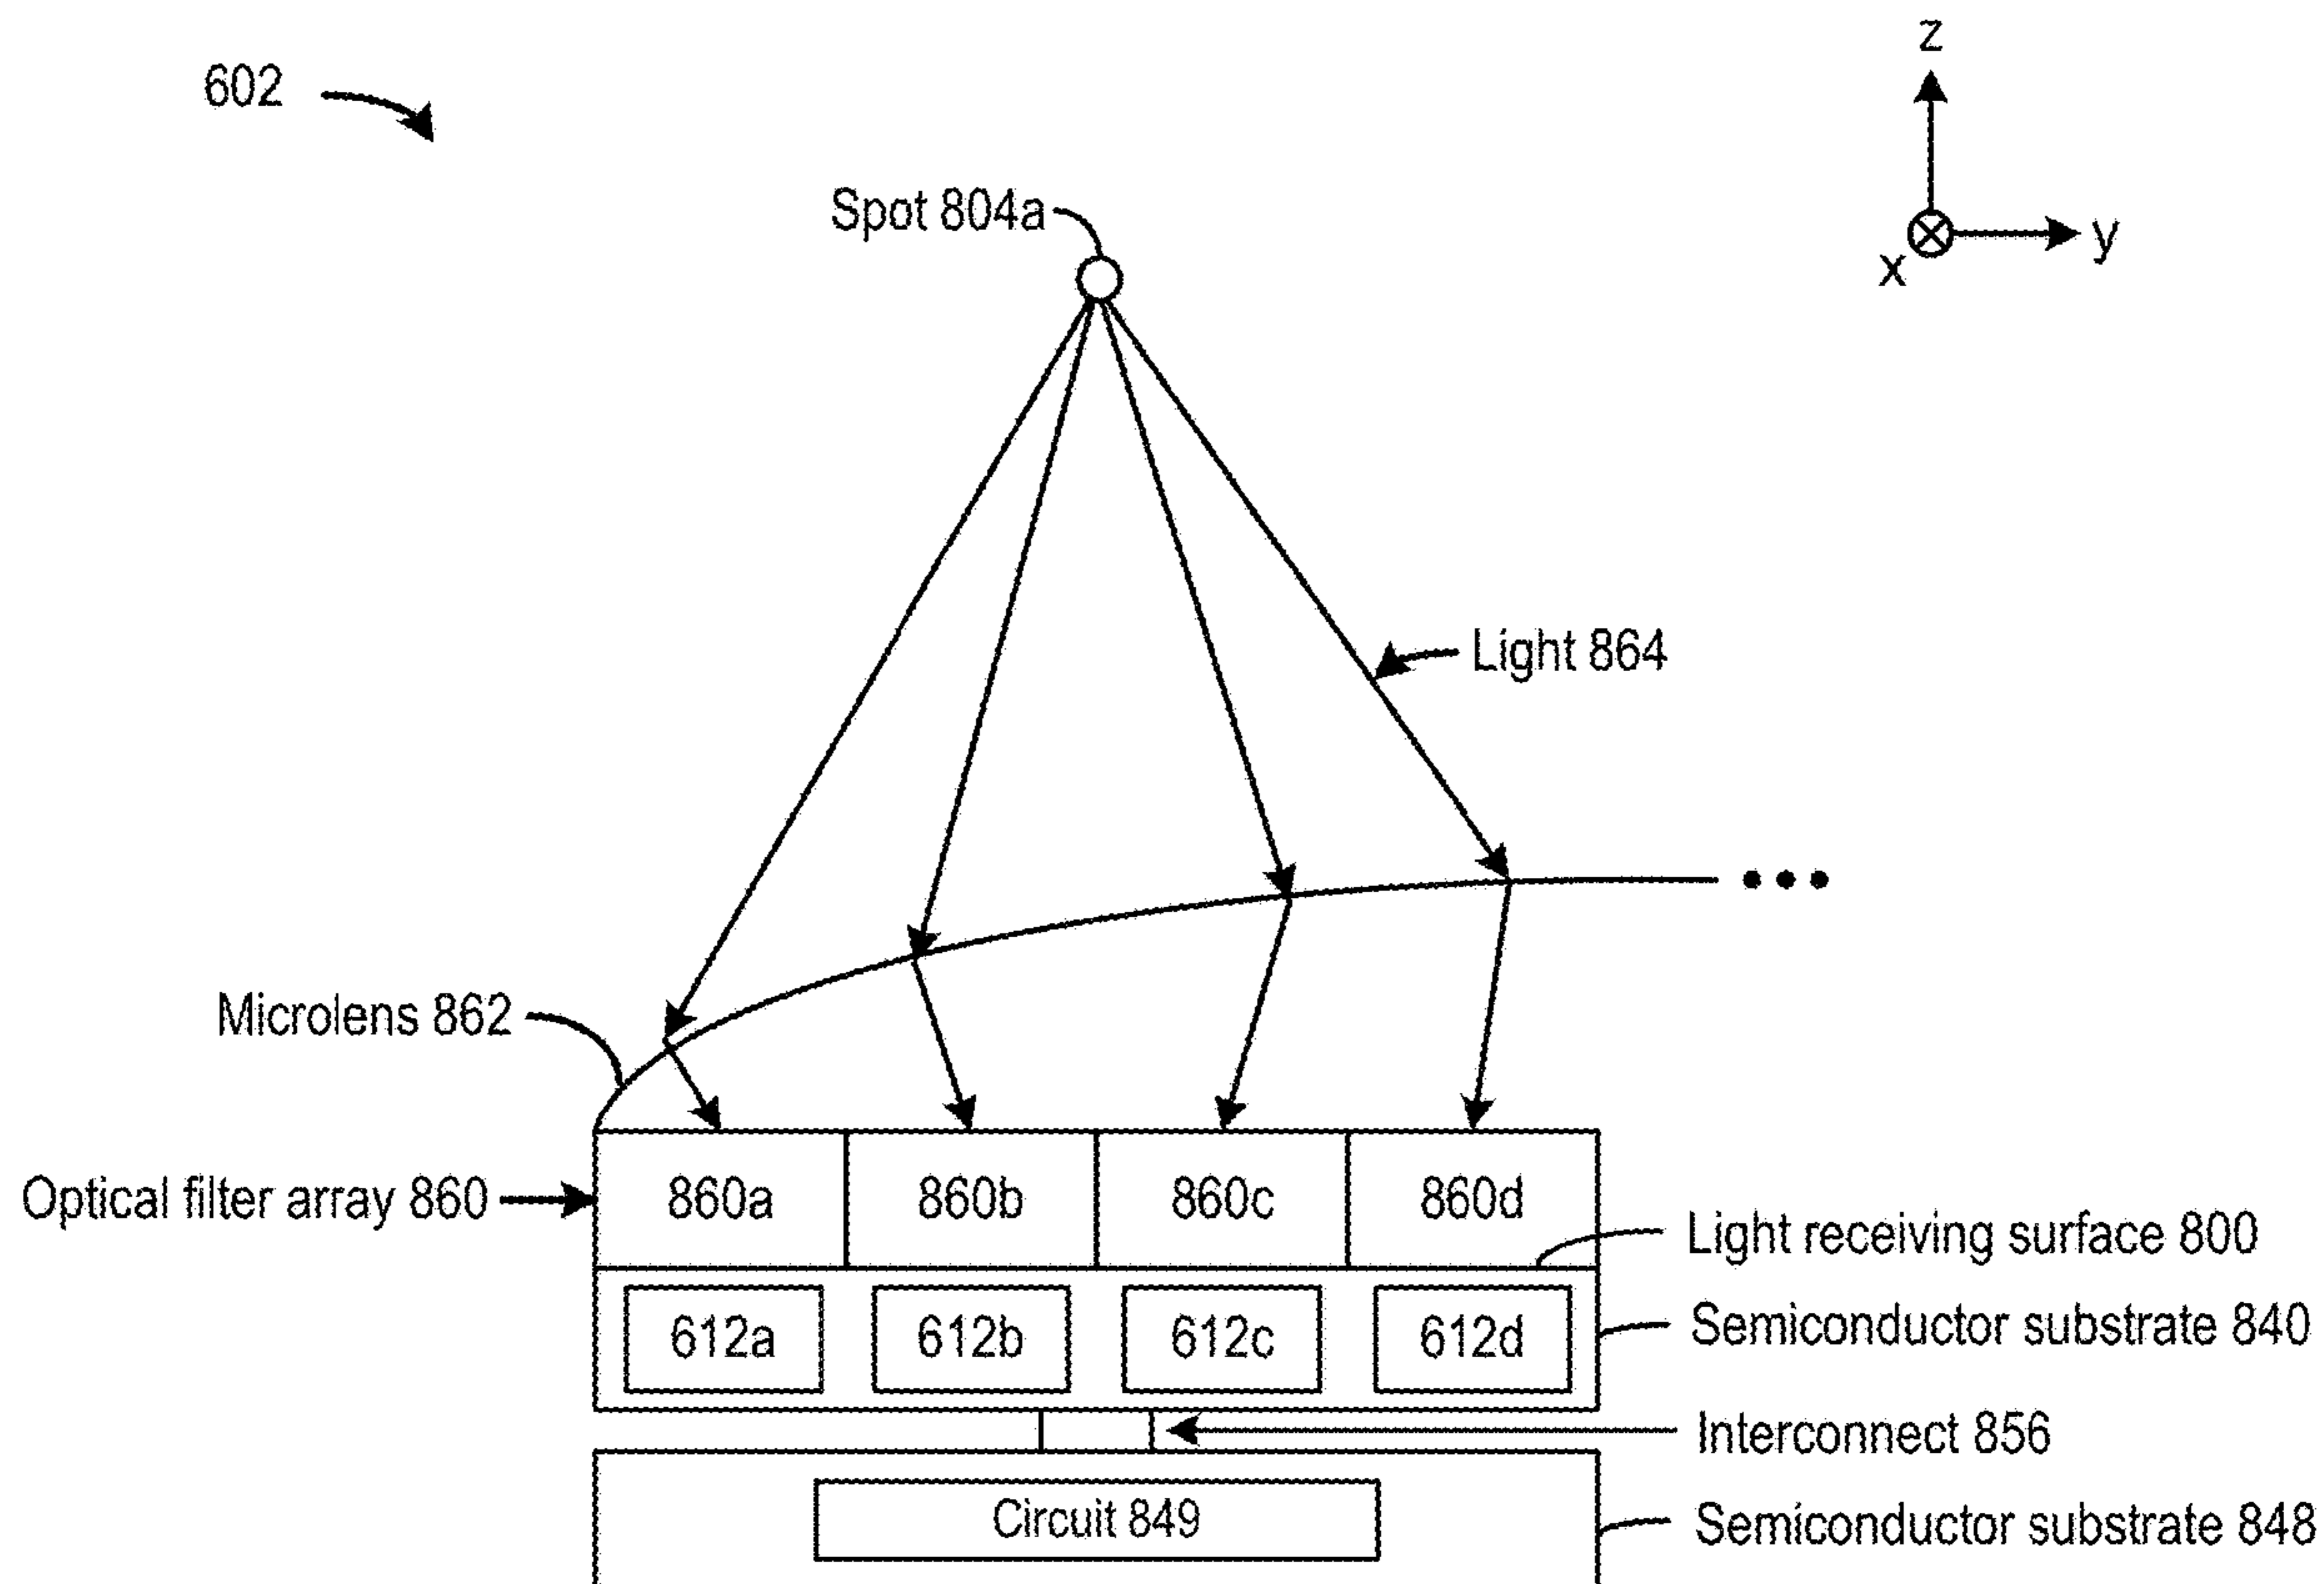 z
602
Spot 804a
y
x
Light 864
Microlens 862
Optical filter array 860
860a
860b
860c
860d
Light receiving surface 800
612a
612b
612c
612d
Semiconductor substrate 840
Interconnect 856
Circuit 849
Semiconductor substrate 848